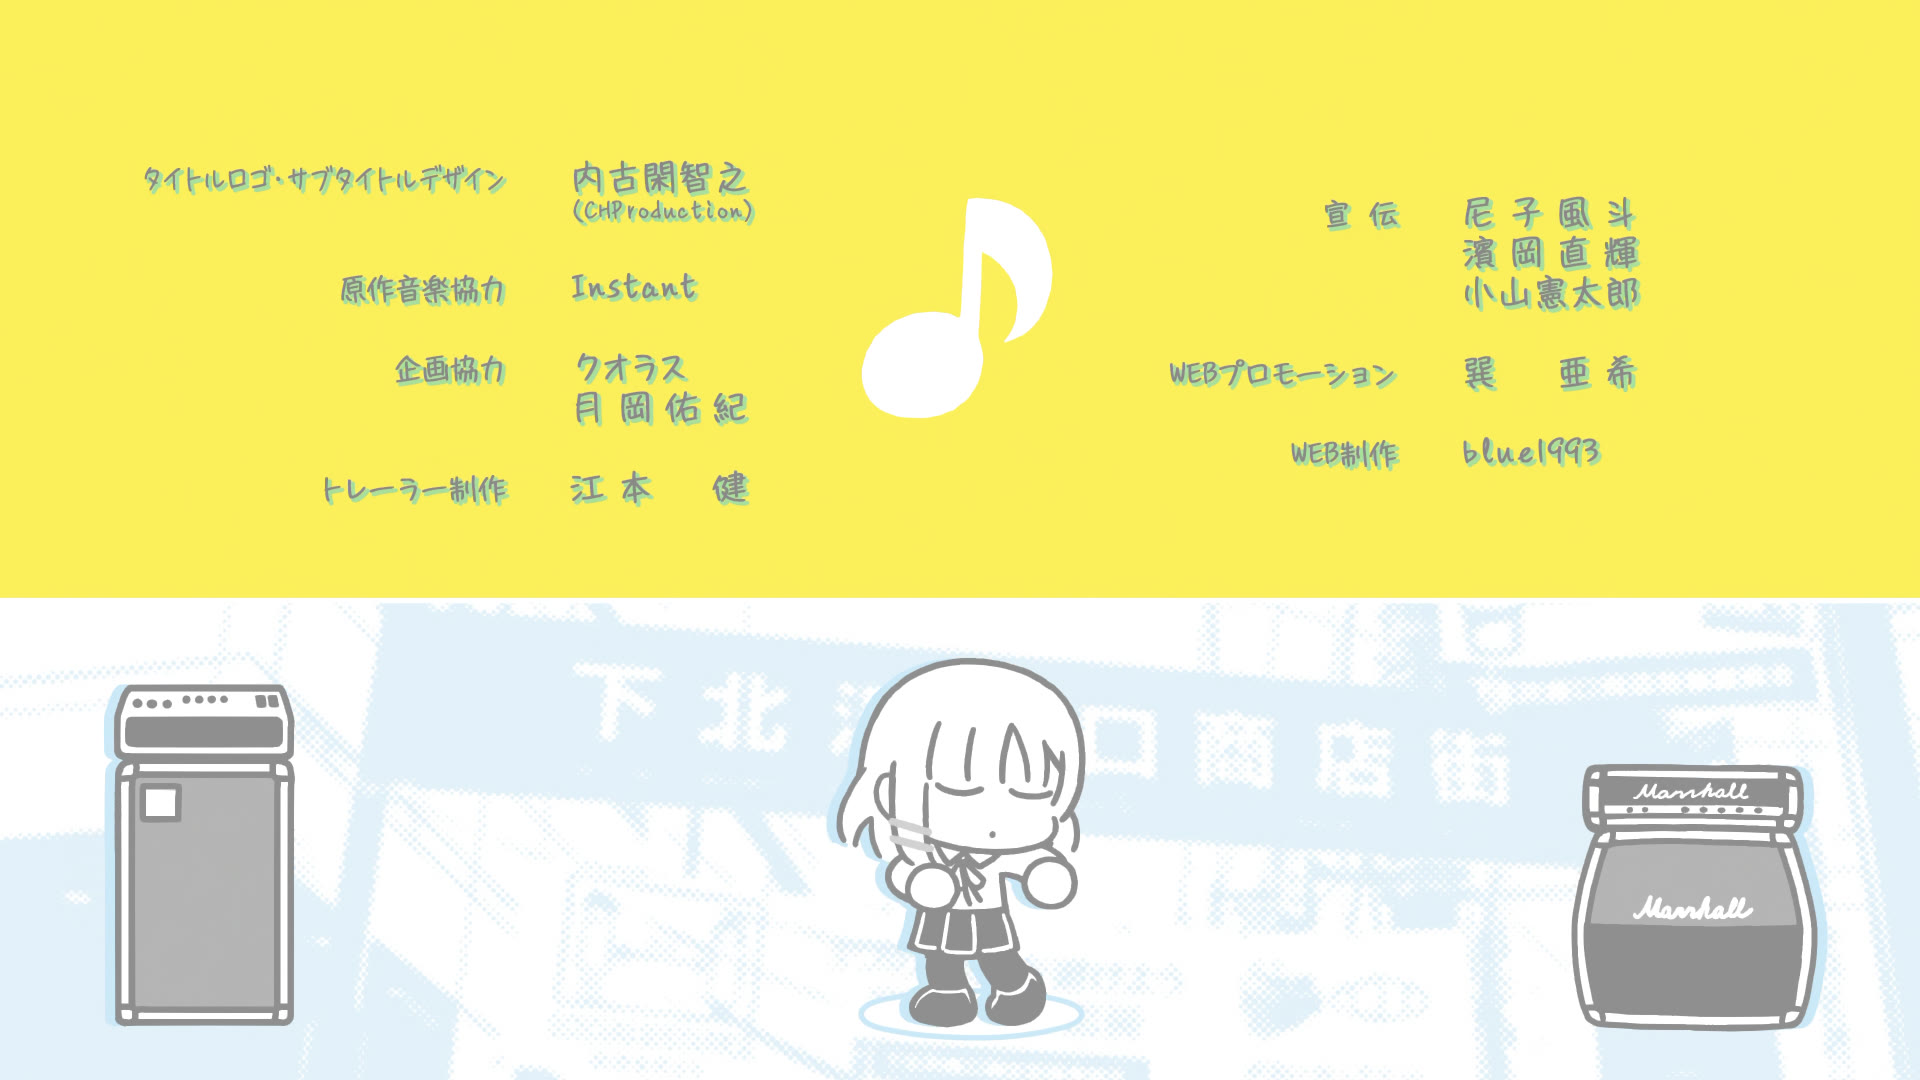 タイトルロゴ・サブタイトルデザイン 内古閑智之
(CHProduction)
原作音楽協力 Instant
企画協力 クオラス
月岡佑紀
トレーラー制作 江本 健
宣伝 尼子風斗
濱岡直輝
小山憲太郎
WEBプロモーション 巽 亜希
WEB制作 blue1993
下北 口商店街
Marshall
Marshall